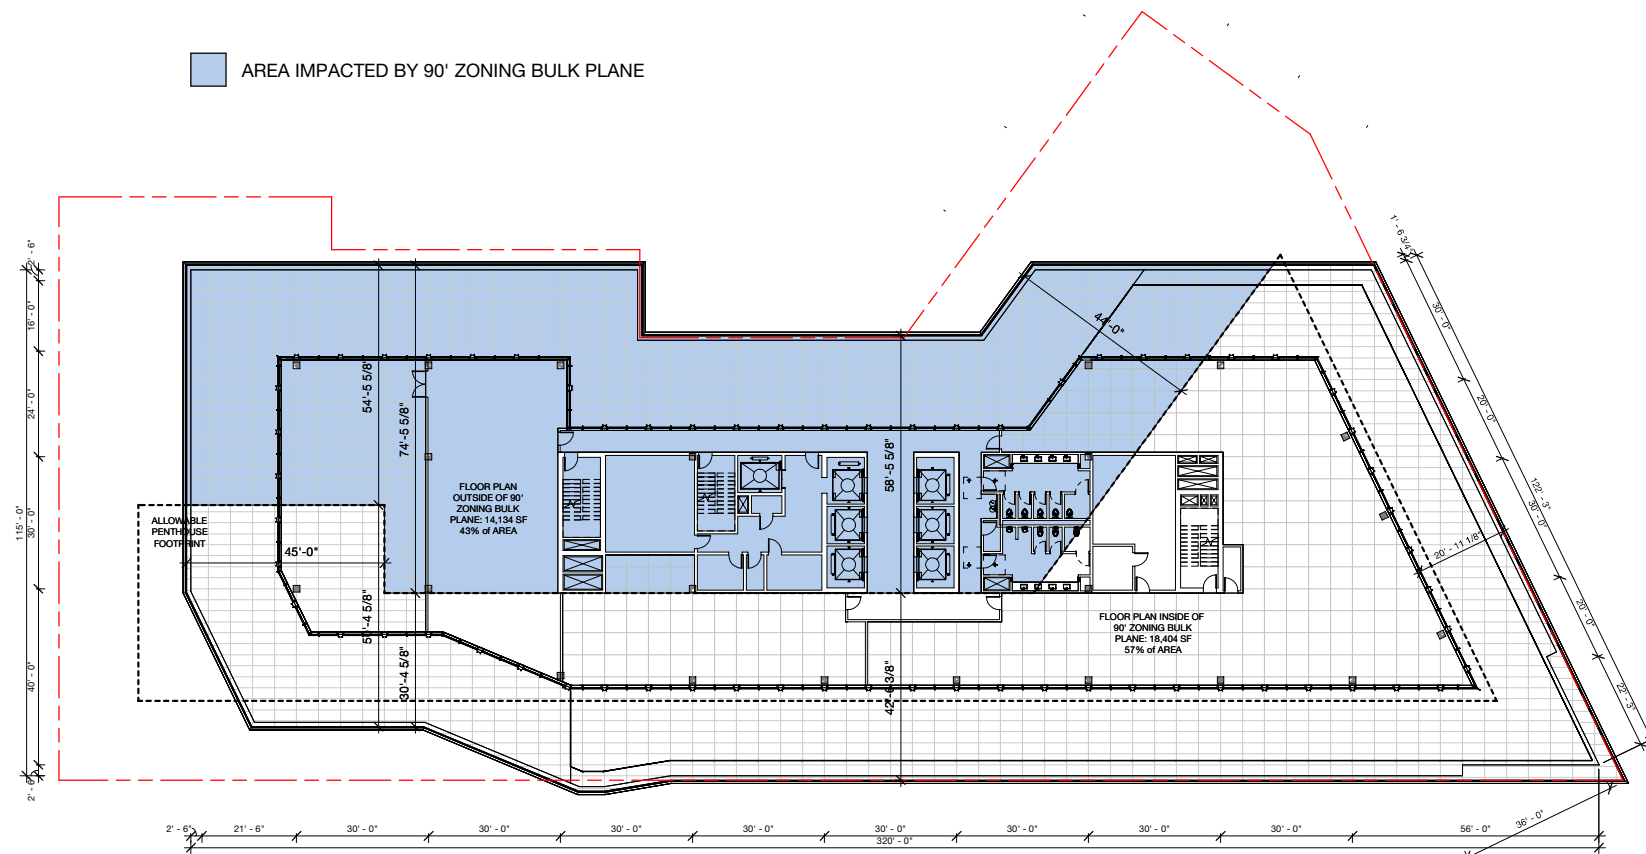 AREA IMPACTED BY 90' ZONING BULK PLANE
1' - 6 3/4"
2' - 6"
16' - 0"
24' - 0"
115' - 0"
30' - 0"
40' - 0"
2' - 6"
54'-5 5/8"
74'-5 5/8"
58'-5 5/8"
44'-0"
30' - 0"
20' - 0"
122' - 3"
30' - 0"
20' - 0"
22' - 3"
20' - 11 1/8"
36' - 0"
FLOOR PLAN
OUTSIDE OF 90'
ZONING BULK
PLANE: 14,134 SF
43% of AREA
ALLOWABLE
PENTHOUSE
FOOTPRINT
45'-0"
50'-4 5/8"
30'-4 5/8"
42'-6 3/8"
FLOOR PLAN INSIDE OF
90' ZONING BULK
PLANE: 18,404 SF
57% of AREA
2' - 6"
21' - 6"
30' - 0"
30' - 0"
30' - 0"
30' - 0"
30' - 0"
30' - 0"
30' - 0"
30' - 0"
56' - 0"
320' - 0"